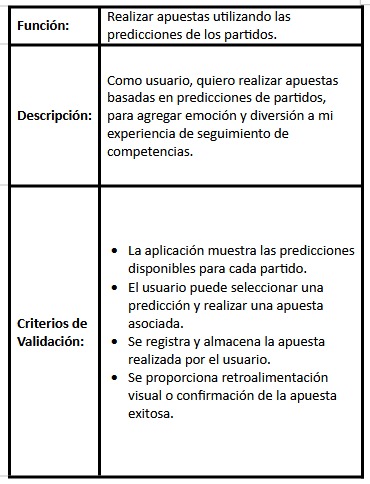 Función:
Realizar apuestas utilizando las
predicciones de los partidos.
Descripción:
Como usuario, quiero realizar apuestas
basadas en predicciones de partidos,
para agregar emoción y diversión a mi
experiencia de seguimiento de
competencias.
Criterios de
Validación:
• La aplicación muestra las predicciones
disponibles para cada partido.
• El usuario puede seleccionar una
predicción y realizar una apuesta
asociada.
• Se registra y almacena la apuesta
realizada por el usuario.
• Se proporciona retroalimentación
visual o confirmación de la apuesta
exitosa.